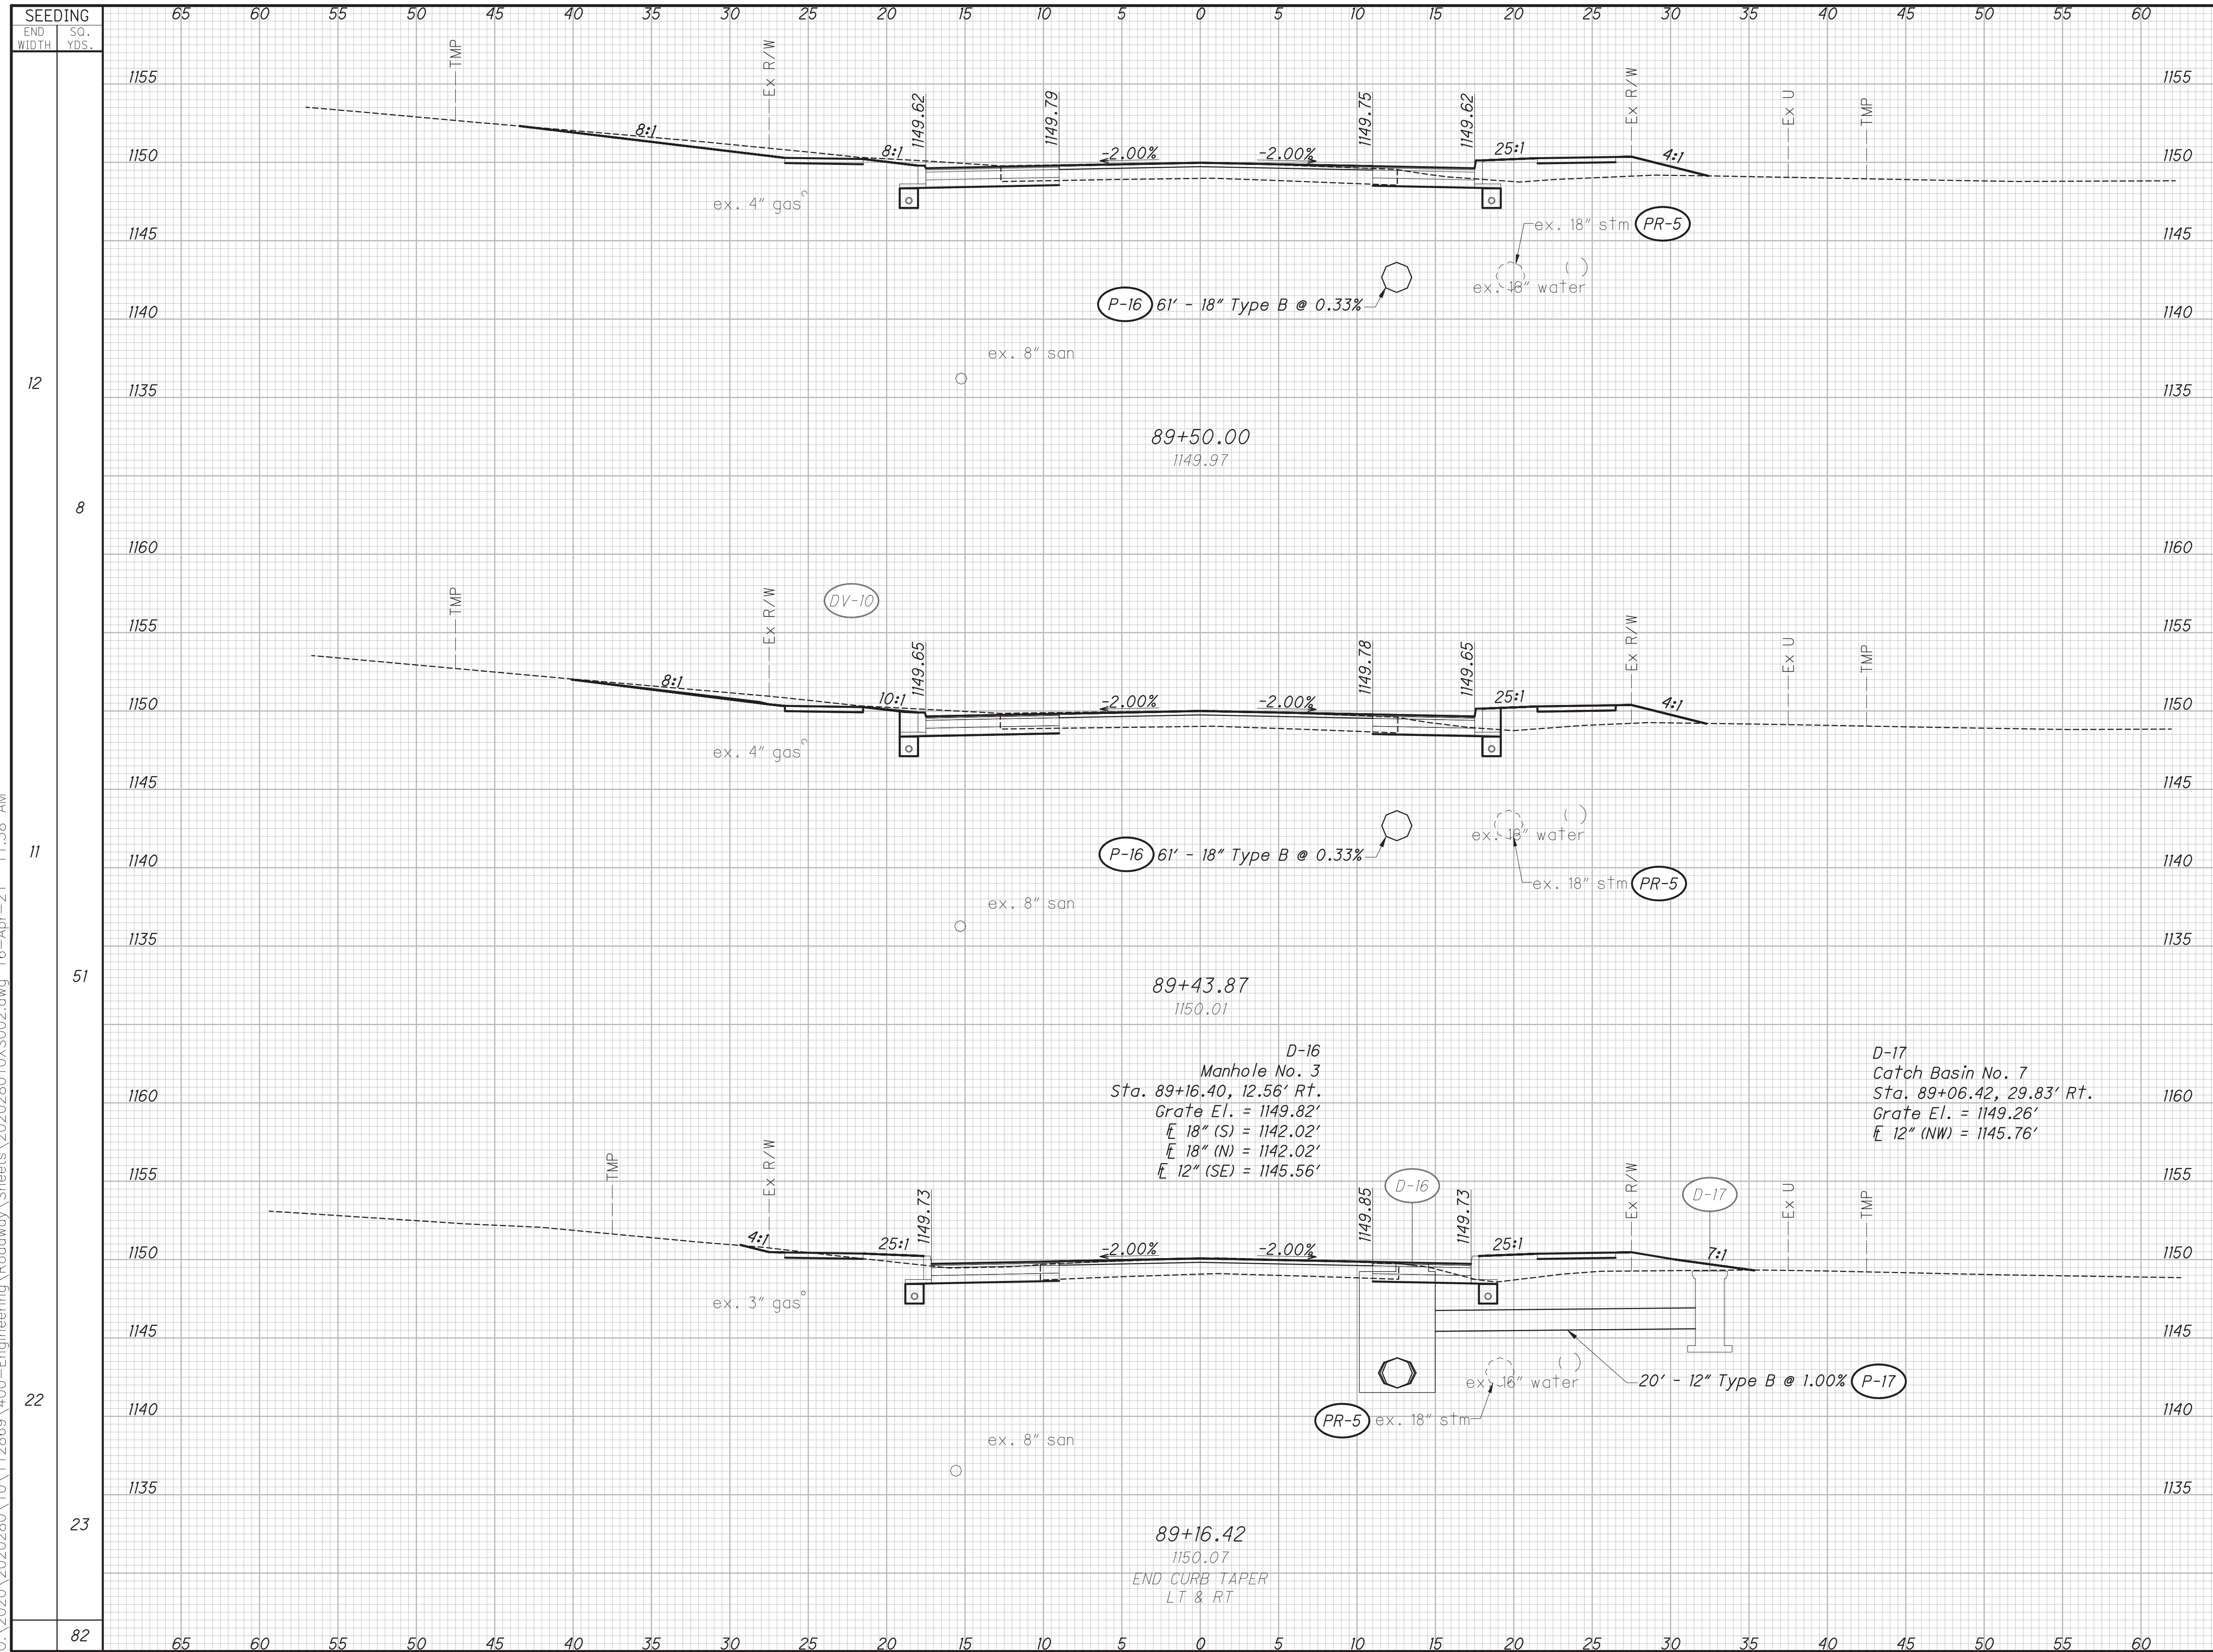 SEEDING
END WIDTH
SQ. YDS.
65 60 55 50 45 40 35 30 25 20 15 10 5 0 5 10 15 20 25 30 35 40 45 50 55 60
TMP
Ex R/W
1149.62
1149.79
1149.75
1149.62
Ex R/W
Ex U
TMP
1155 1155
8:1
8:1
-2.00%
-2.00%
25:1
4:1
1150 1150
ex. 4" gas
1145 1145
ex. 18" stm PR-5
ex. 16" water
P-16 61' - 18" Type B @ 0.33%
1140 1140
ex. 8" san
12
1135 1135
89+50.00
1149.97
8
1160 1160
TMP
Ex R/W
DV-10
1149.65
1149.78
1149.65
Ex R/W
Ex U
TMP
1155 1155
8:1
10:1
-2.00%
-2.00%
25:1
4:1
1150 1150
ex. 4" gas
1145 1145
ex. 16" water
P-16 61' - 18" Type B @ 0.33%
11
1140 1140
ex. 18" stm PR-5
ex. 8" san
1135 1135
51
89+43.87
1150.01
D-16
Manhole No. 3
Sta. 89+16.40, 12.56' Rt.
Grate El. = 1149.82'
18" (S) = 1142.02'
18" (N) = 1142.02'
12" (SE) = 1145.56'
D-17
Catch Basin No. 7
Sta. 89+06.42, 29.83' Rt.
Grate El. = 1149.26'
12" (NW) = 1145.76'
1160 1160
TMP
Ex R/W
1149.73
1149.85
D-16
1149.73
Ex R/W
D-17
Ex U
TMP
1155 1155
4:1
25:1
-2.00%
-2.00%
25:1
7:1
1150 1150
ex. 3" gas
1145 1145
ex. 16" water
20' - 12" Type B @ 1.00% P-17
22
1140 1140
PR-5 ex. 18" stm
ex. 8" san
1135 1135
23
89+16.42
1150.07
END CURB TAPER
LT & RT
82
65 60 55 50 45 40 35 30 25 20 15 10 5 0 5 10 15 20 25 30 35 40 45 50 55 60